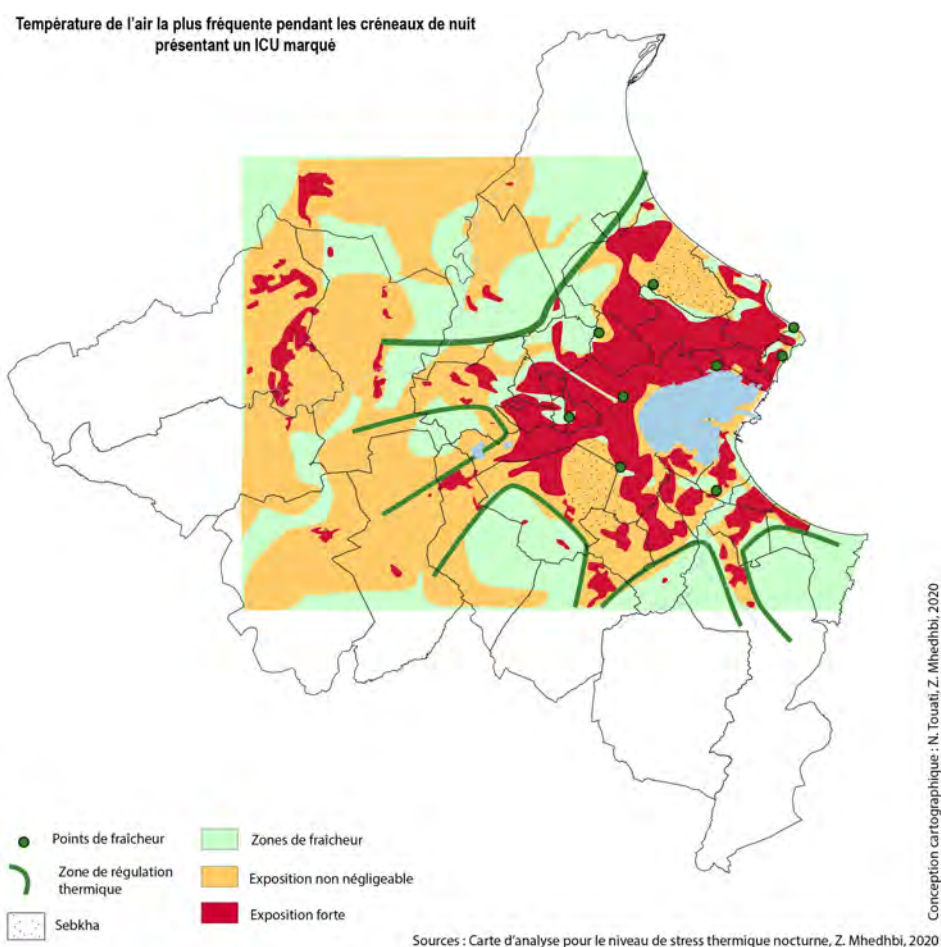 Température de l'air la plus fréquente pendant les créneaux de nuit
présentant un ICU marqué
Points de fraîcheur
Zone de régulation
thermique
Sebkha
Zones de fraîcheur
Exposition non négligeable
Exposition forte
Conception cartographique : N. Touati, Z. Mhedhbi, 2020
Sources : Carte d'analyse pour le niveau de stress thermique nocturne, Z. Mhedhbi, 2020